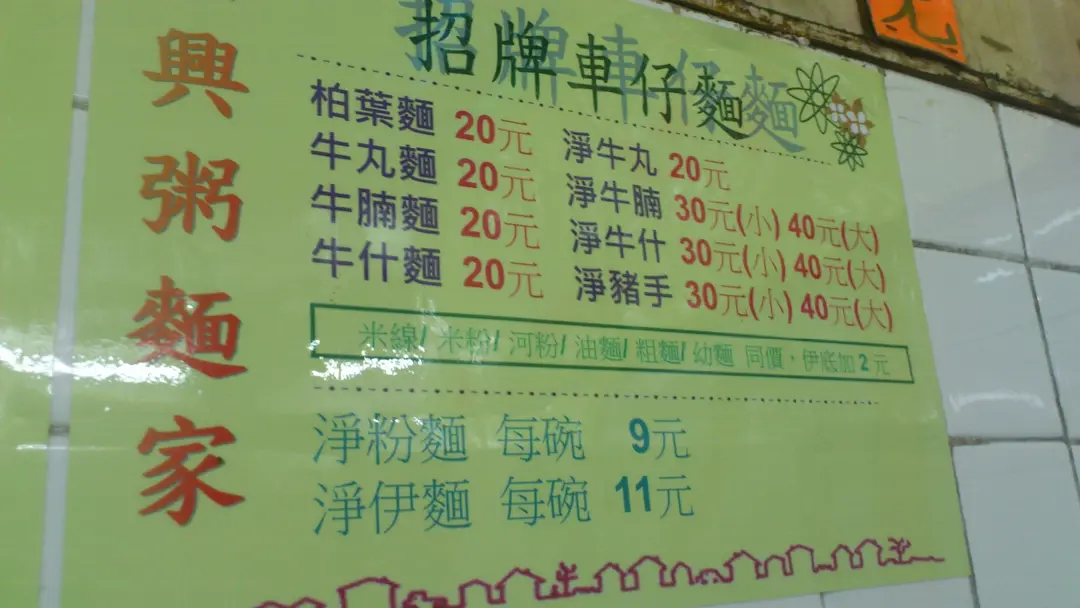 興粥麵家
招牌車仔麵
柏葉麵 20元 淨牛丸 20元
牛丸麵 20元 淨牛腩 30元(小) 40元(大)
牛腩麵 20元 淨牛什 30元(小) 40元(大)
牛什麵 20元 淨豬手 30元(小) 40元(大)
米線/ 米粉/ 河粉/ 油麵/ 粗麵/ 幼麵 同價，伊底加2元
淨粉麵 每碗 9元
淨伊麵 每碗 11元